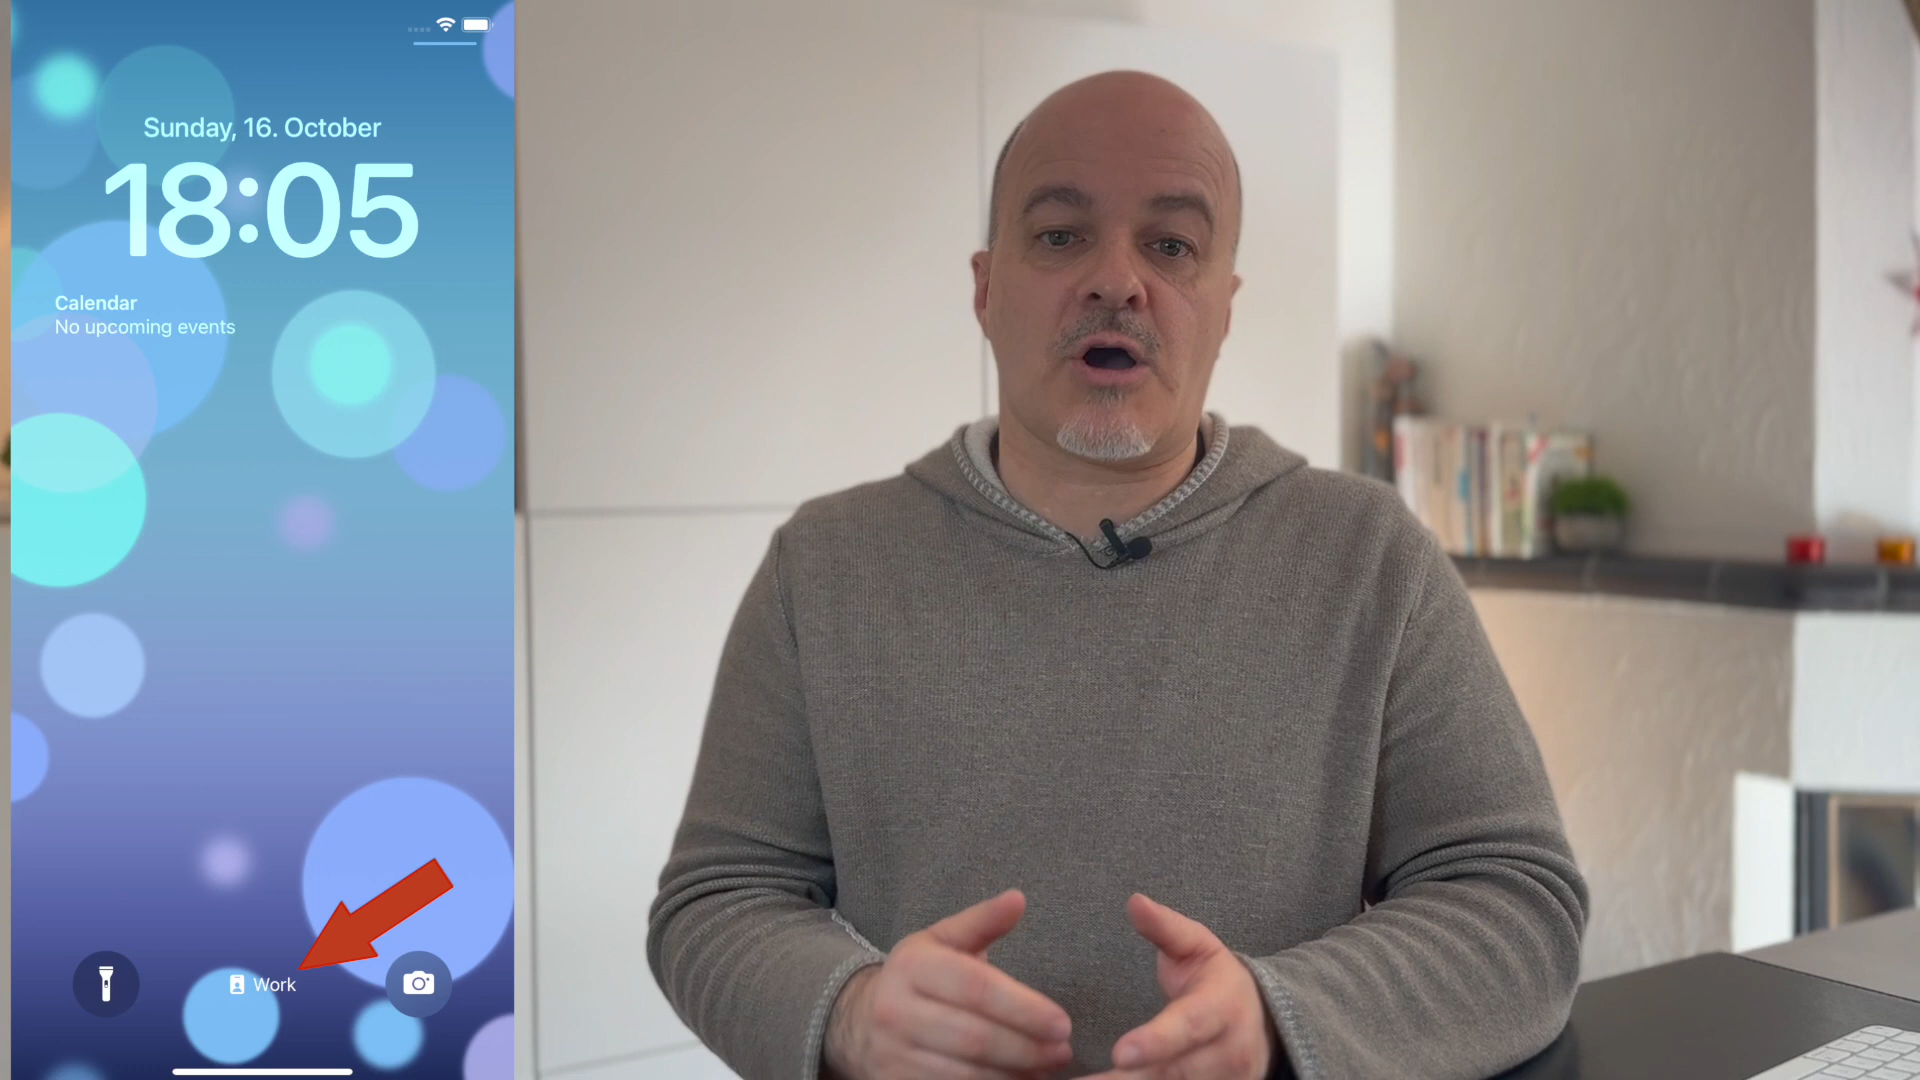 Sunday, 16. October
18:05
Calendar
No upcoming events
Work